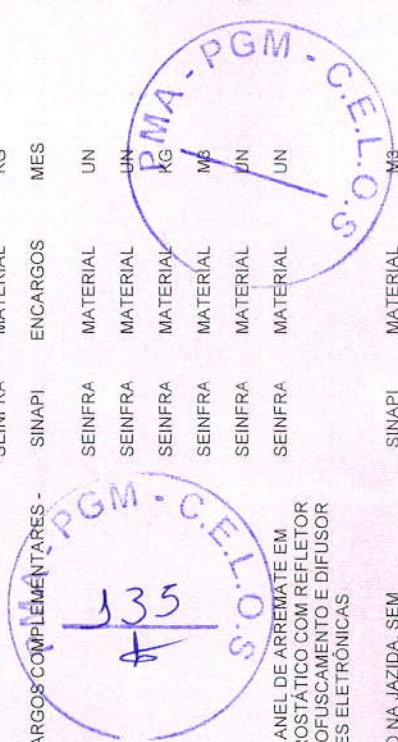 SEINFRA MATERIAL KG
ARGOS COMPLEMENTARES - SINAPI ENCARGOS MES
SEINFRA MATERIAL UN
SEINFRA MATERIAL UN
SEINFRA MATERIAL KG
SEINFRA MATERIAL M3
SEINFRA MATERIAL UN
ANEL DE ARREMATE EM SEINFRA MATERIAL UN
ROSTÁTICO COM REFLETOR
OFUSCAMENTO E DIFUSOR
ES ELETRÔNICAS
O NA JAZIDA, SEM SINAPI MATERIAL M3
PMA - PGM - C.E.L.O.S
135
PMA - PGM - C.E.L.O.S